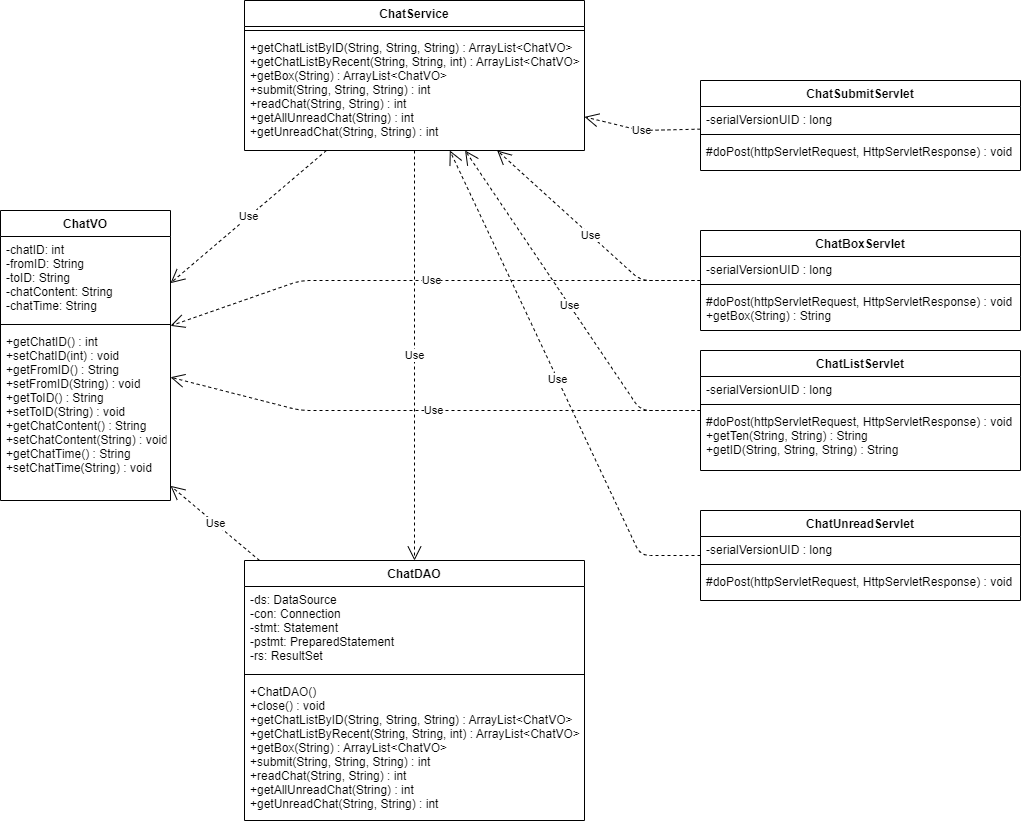 ChatService
+getChatListByID(String, String, String) : ArrayList<ChatVO>
+getChatListByRecent(String, String, int) : ArrayList<ChatVO>
+getBox(String) : ArrayList<ChatVO>
+submit(String, String, String) : int
+readChat(String, String) : int
+getAllUnreadChat(String) : int
+getUnreadChat(String, String) : int
ChatSubmitServlet
-serialVersionUID : long
#doPost(httpServletRequest, HttpServletResponse) : void
Use
Use
ChatVO
-chatID: int
-fromID: String
-toID: String
-chatContent: String
-chatTime: String
+getChatID() : int
+setChatID(int) : void
+getFromID() : String
+setFromID(String) : void
+getToID() : String
+setToID(String) : void
+getChatContent() : String
+setChatContent(String) : void
+getChatTime() : String
+setChatTime(String) : void
Use
ChatBoxServlet
-serialVersionUID : long
#doPost(httpServletRequest, HttpServletResponse) : void
+getBox(String) : String
Use
Use
Use
ChatListServlet
-serialVersionUID : long
#doPost(httpServletRequest, HttpServletResponse) : void
+getTen(String, String) : String
+getID(String, String, String) : String
Use
Use
Use
ChatUnreadServlet
-serialVersionUID : long
#doPost(httpServletRequest, HttpServletResponse) : void
Use
ChatDAO
-ds: DataSource
-con: Connection
-stmt: Statement
-pstmt: PreparedStatement
-rs: ResultSet
+ChatDAO()
+close() : void
+getChatListByID(String, String, String) : ArrayList<ChatVO>
+getChatListByRecent(String, String, int) : ArrayList<ChatVO>
+getBox(String) : ArrayList<ChatVO>
+submit(String, String, String) : int
+readChat(String, String) : int
+getAllUnreadChat(String) : int
+getUnreadChat(String, String) : int